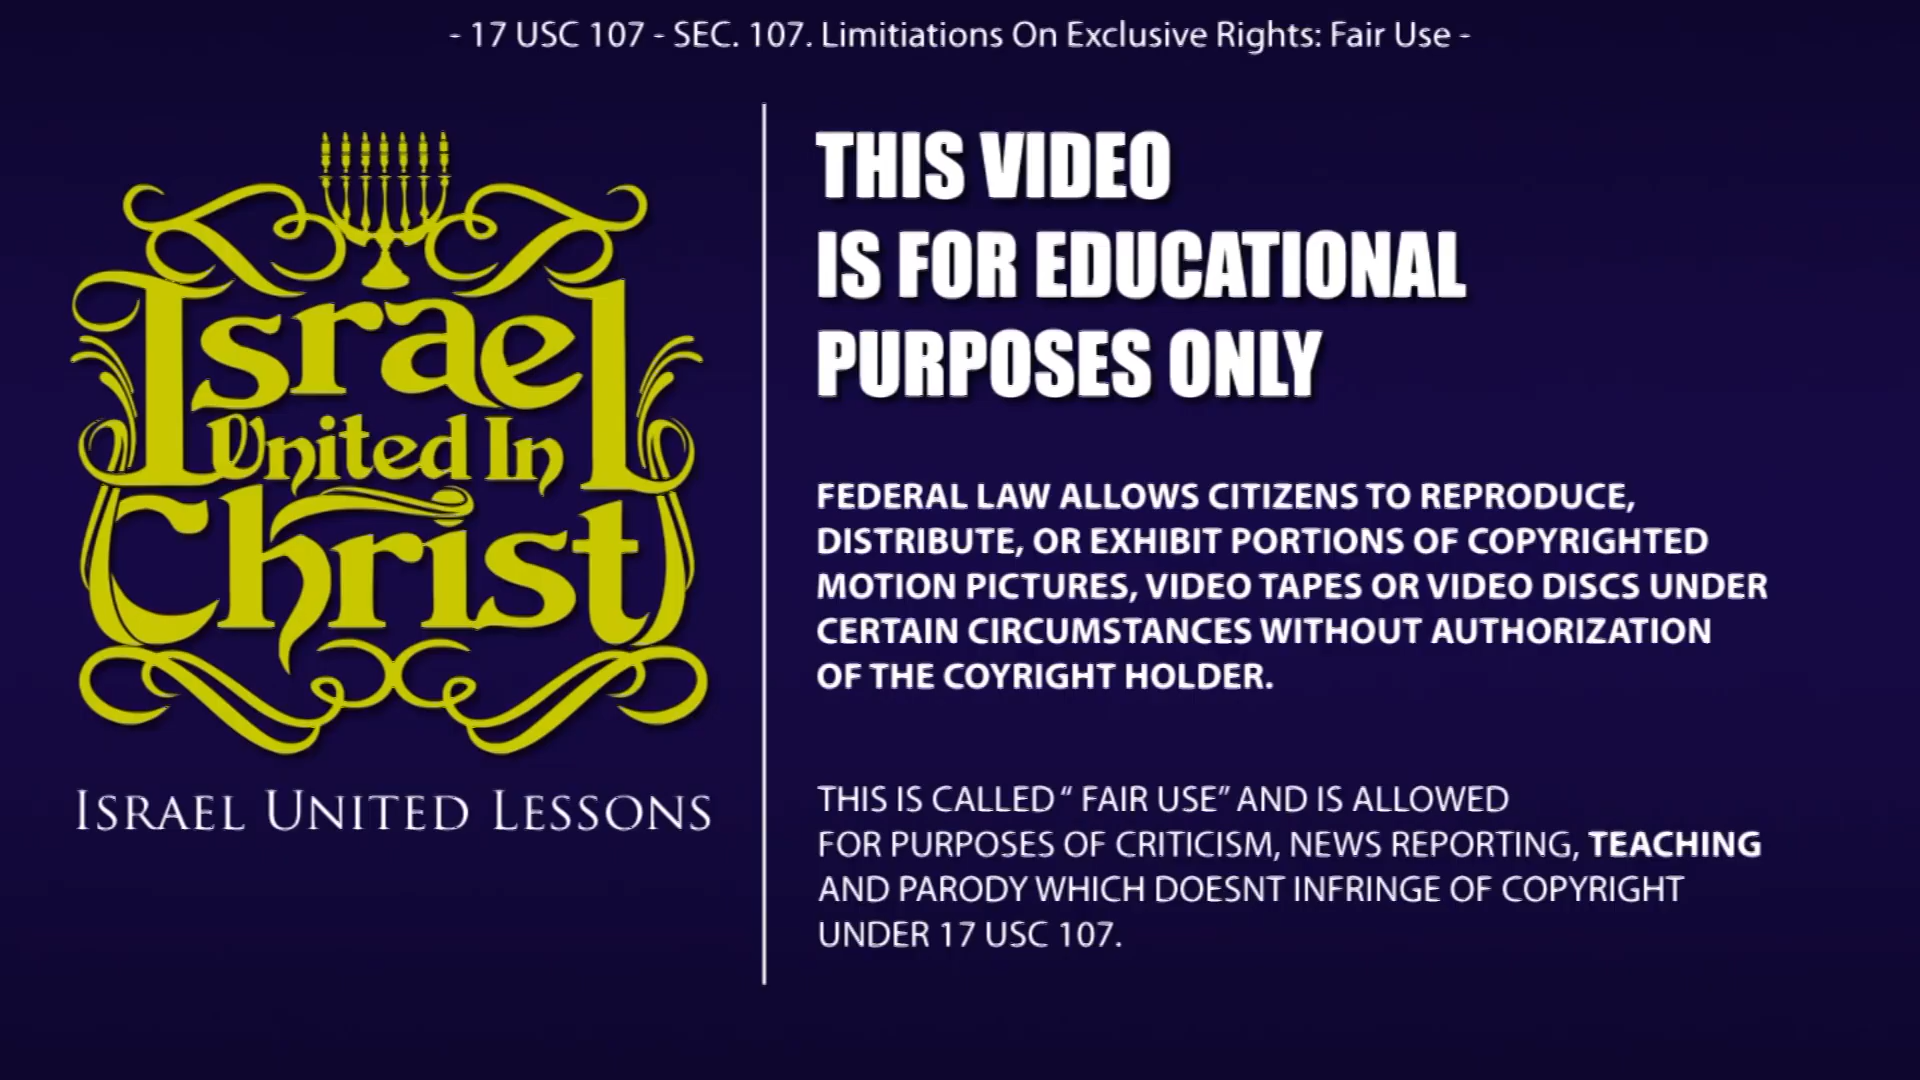 - 17 USC 107 - SEC. 107. Limitiations On Exclusive Rights: Fair Use -
Israel
United In
Christ
ISRAEL UNITED LESSONS
THIS VIDEO
IS FOR EDUCATIONAL
PURPOSES ONLY
FEDERAL LAW ALLOWS CITIZENS TO REPRODUCE,
DISTRIBUTE, OR EXHIBIT PORTIONS OF COPYRIGHTED
MOTION PICTURES, VIDEO TAPES OR VIDEO DISCS UNDER
CERTAIN CIRCUMSTANCES WITHOUT AUTHORIZATION
OF THE COYRIGHT HOLDER.
THIS IS CALLED “ FAIR USE” AND IS ALLOWED
FOR PURPOSES OF CRITICISM, NEWS REPORTING, TEACHING
AND PARODY WHICH DOESNT INFRINGE OF COPYRIGHT
UNDER 17 USC 107.